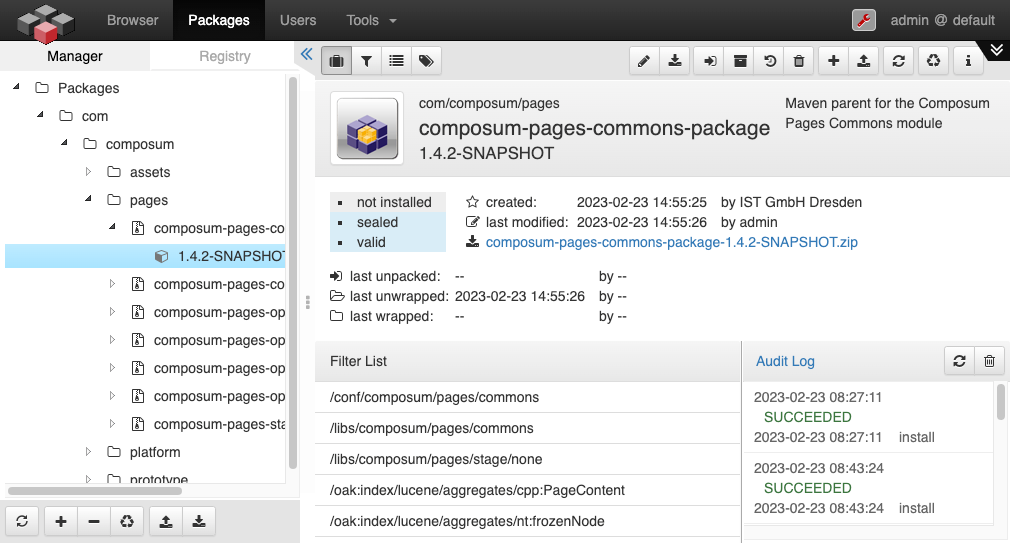 Browser Packages Users Tools admin @ default
Manager Registry
Packages
com
composum
assets
pages
composum-pages-co
1.4.2-SNAPSHOT
composum-pages-co
composum-pages-op
composum-pages-op
composum-pages-op
composum-pages-op
composum-pages-sta
platform
prototype
com/composum/pages
composum-pages-commons-package
1.4.2-SNAPSHOT
Maven parent for the Composum
Pages Commons module
not installed
sealed
valid
created: 2023-02-23 14:55:25 by IST GmbH Dresden
last modified: 2023-02-23 14:55:26 by admin
composum-pages-commons-package-1.4.2-SNAPSHOT.zip
last unpacked: -- by --
last unwrapped: 2023-02-23 14:55:26 by --
last wrapped: -- by --
Filter List
/conf/composum/pages/commons
/libs/composum/pages/commons
/libs/composum/pages/stage/none
/oak:index/lucene/aggregates/cpp:PageContent
/oak:index/lucene/aggregates/nt:frozenNode
Audit Log
2023-02-23 08:27:11
SUCCEEDED
2023-02-23 08:27:11 install
2023-02-23 08:43:24
SUCCEEDED
2023-02-23 08:43:24 install